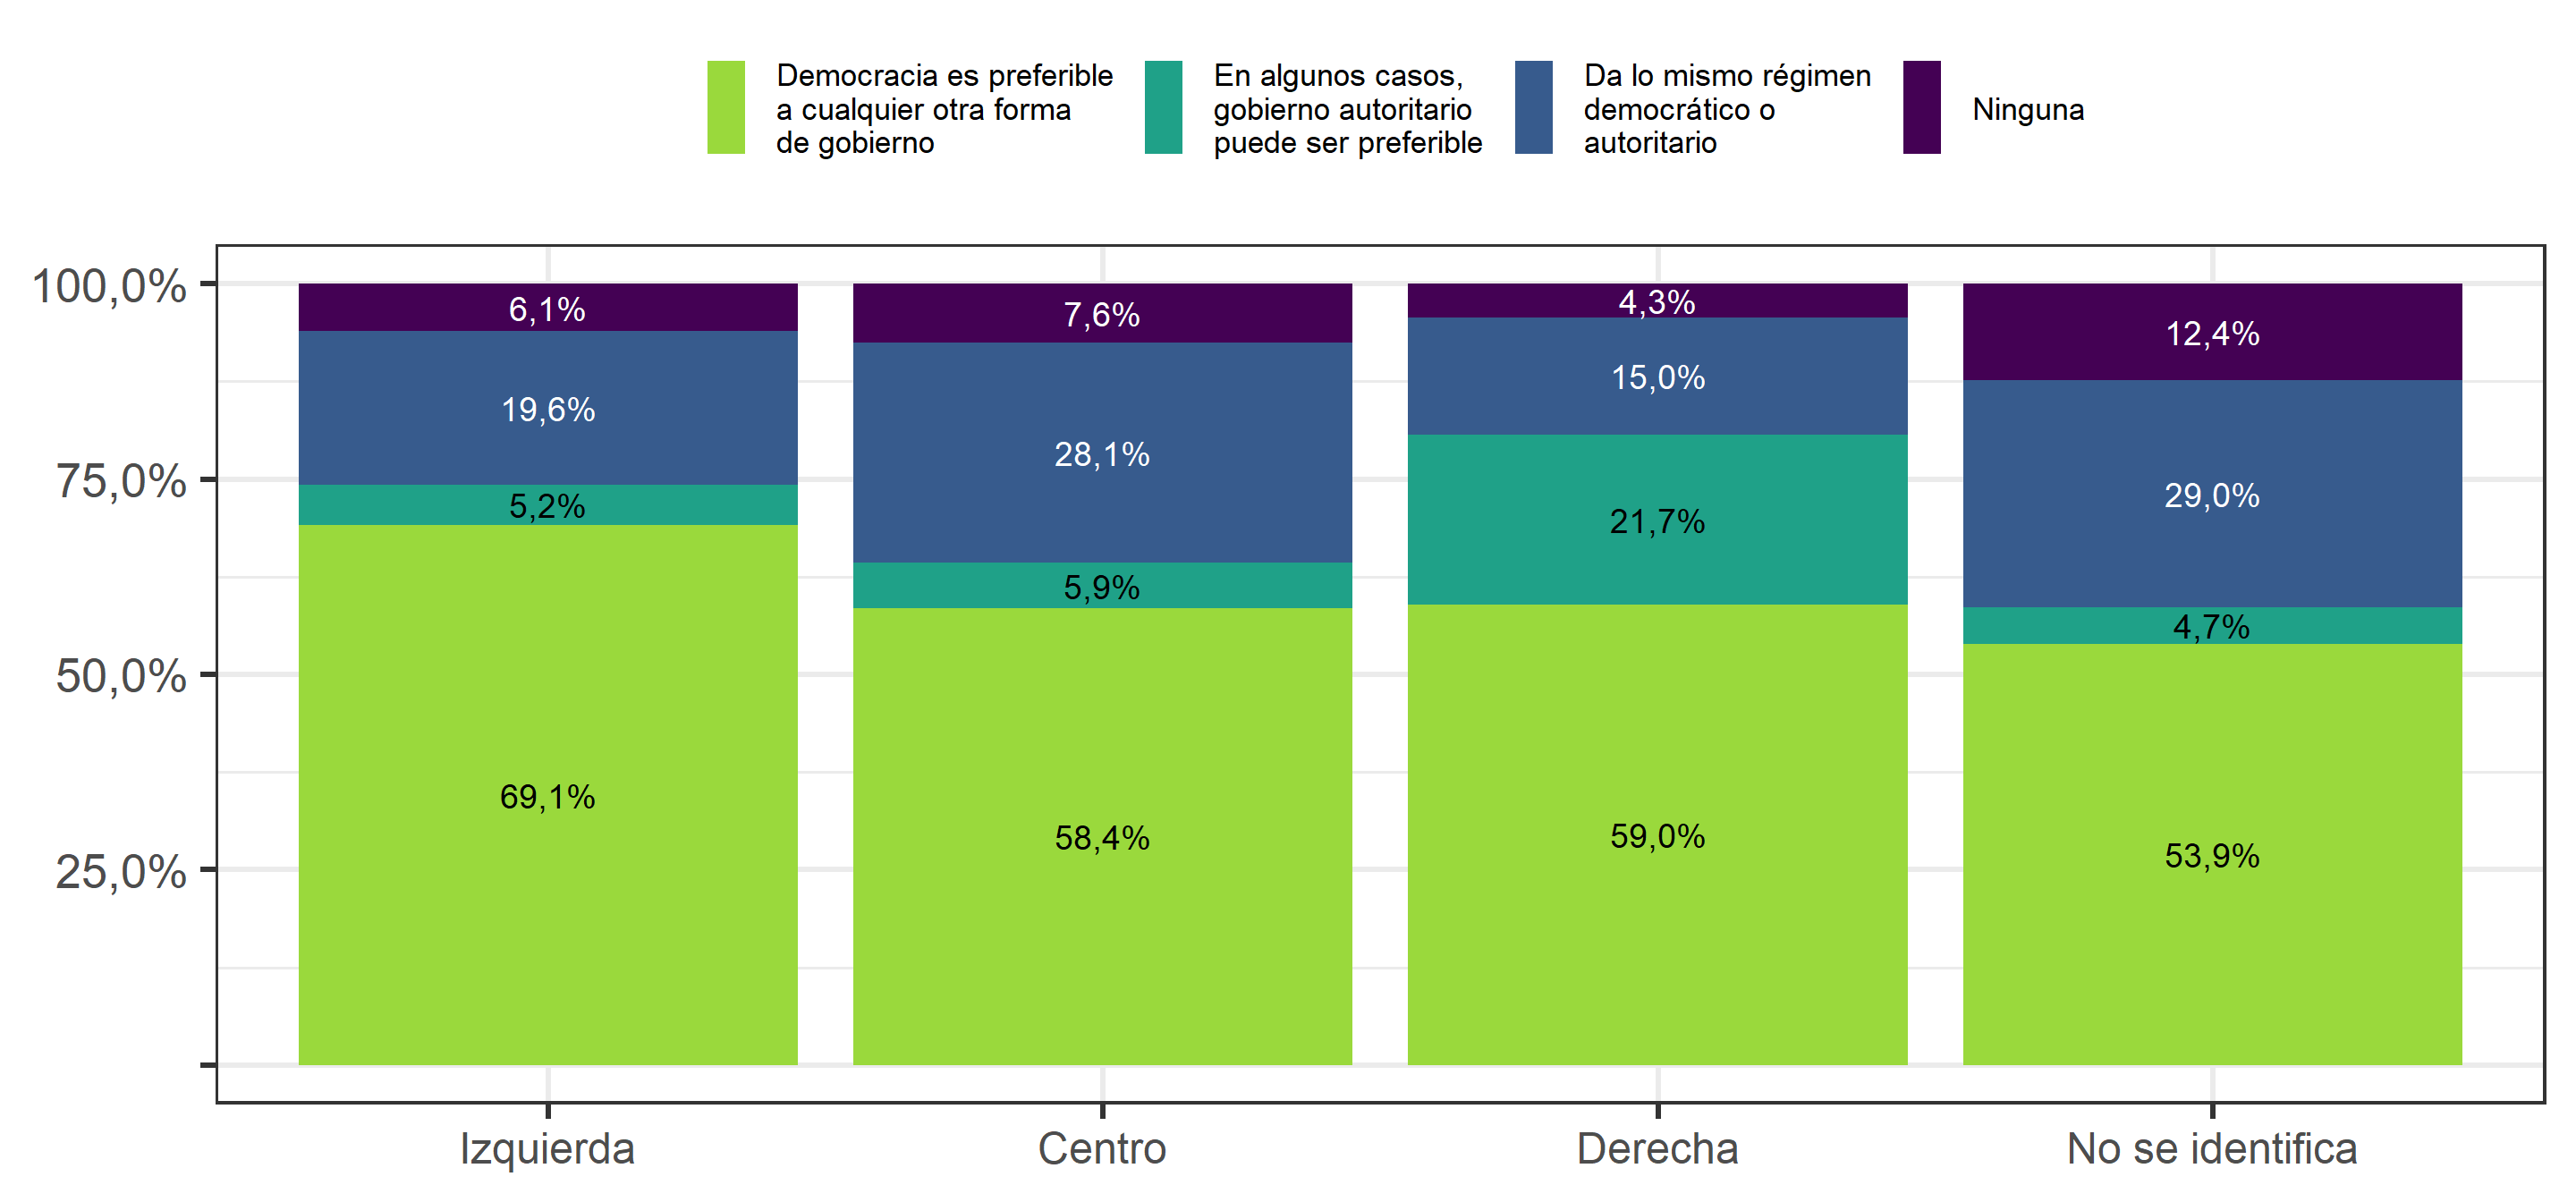 Democracia es preferible
a cualquier otra forma
de gobierno
En algunos casos,
gobierno autoritario
puede ser preferible
Da lo mismo régimen
democrático o
autoritario
Ninguna
100,0%
75,0%
50,0%
25,0%
6,1%
19,6%
5,2%
69,1%
7,6%
28,1%
5,9%
58,4%
4,3%
15,0%
21,7%
59,0%
12,4%
29,0%
4,7%
53,9%
Izquierda
Centro
Derecha
No se identifica